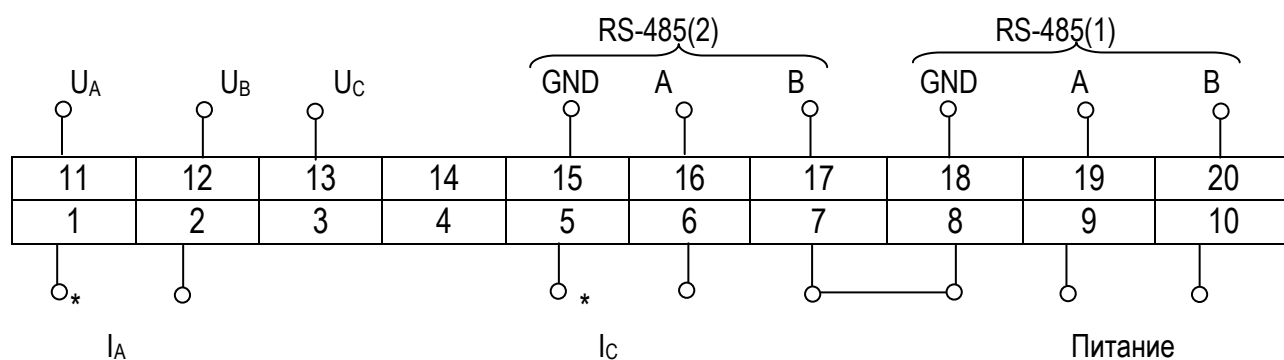 RS-485(2) RS-485(1)
UA UB UC GND A B GND A B
11 12 13 14 15 16 17 18 19 20
1 2 3 4 5 6 7 8 9 10
* *
IA IC Питание